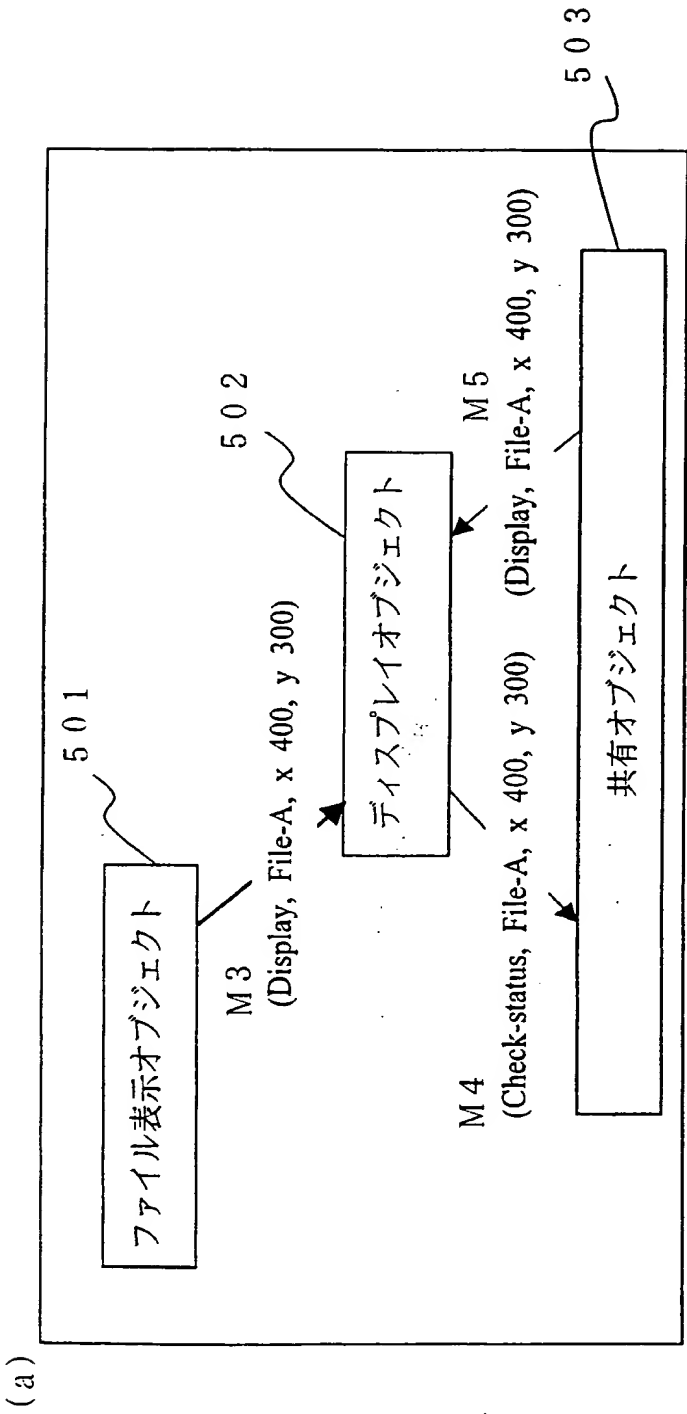 (a)
501
ファイル表示オブジェクト
M3
(Display, File-A, x 400, y 300)
502
ディスプレイオブジェクト
M4
(Check-status, File-A, x 400, y 300)
M5
(Display, File-A, x 400, y 300)
共有オブジェクト
503